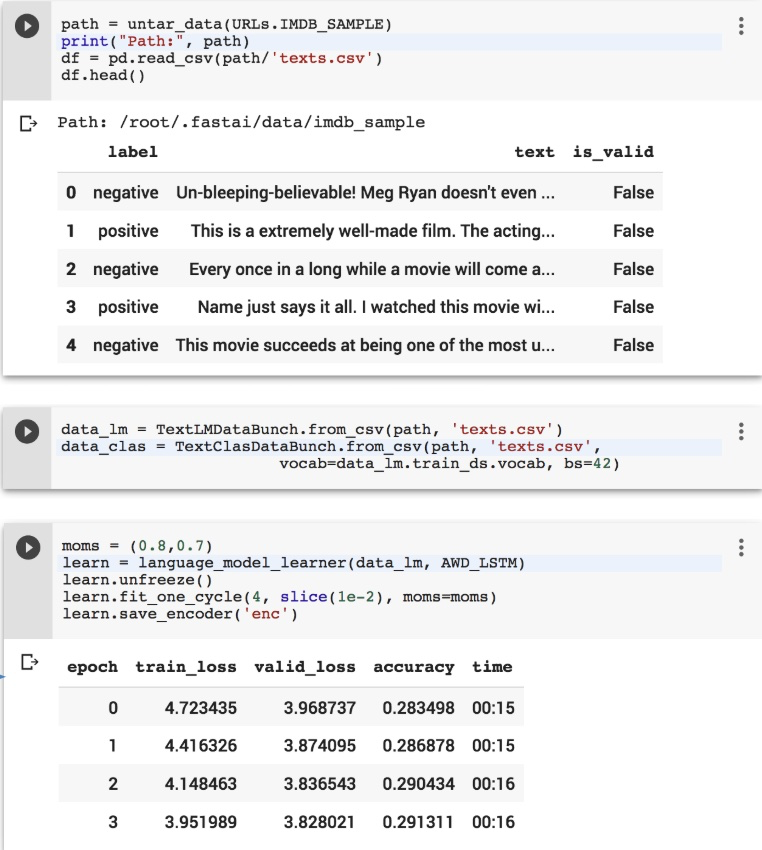 path = untar_data(URLs.IMDB_SAMPLE)
print("Path:", path)
df = pd.read_csv(path/'texts.csv')
df.head()
Path: /root/.fastai/data/imdb_sample
label text is_valid
0 negative Un-bleeping-believable! Meg Ryan doesn't even ... False
1 positive This is a extremely well-made film. The acting... False
2 negative Every once in a long while a movie will come a... False
3 positive Name just says it all. I watched this movie wi... False
4 negative This movie succeeds at being one of the most u... False
data_lm = TextLMDataBunch.from_csv(path, 'texts.csv')
data_clas = TextClasDataBunch.from_csv(path, 'texts.csv',
vocab=data_lm.train_ds.vocab, bs=42)
moms = (0.8,0.7)
learn = language_model_learner(data_lm, AWD_LSTM)
learn.unfreeze()
learn.fit_one_cycle(4, slice(1e-2), moms=moms)
learn.save_encoder('enc')
epoch train_loss valid_loss accuracy time
0 4.723435 3.968737 0.283498 00:15
1 4.416326 3.874095 0.286878 00:15
2 4.148463 3.836543 0.290434 00:16
3 3.951989 3.828021 0.291311 00:16